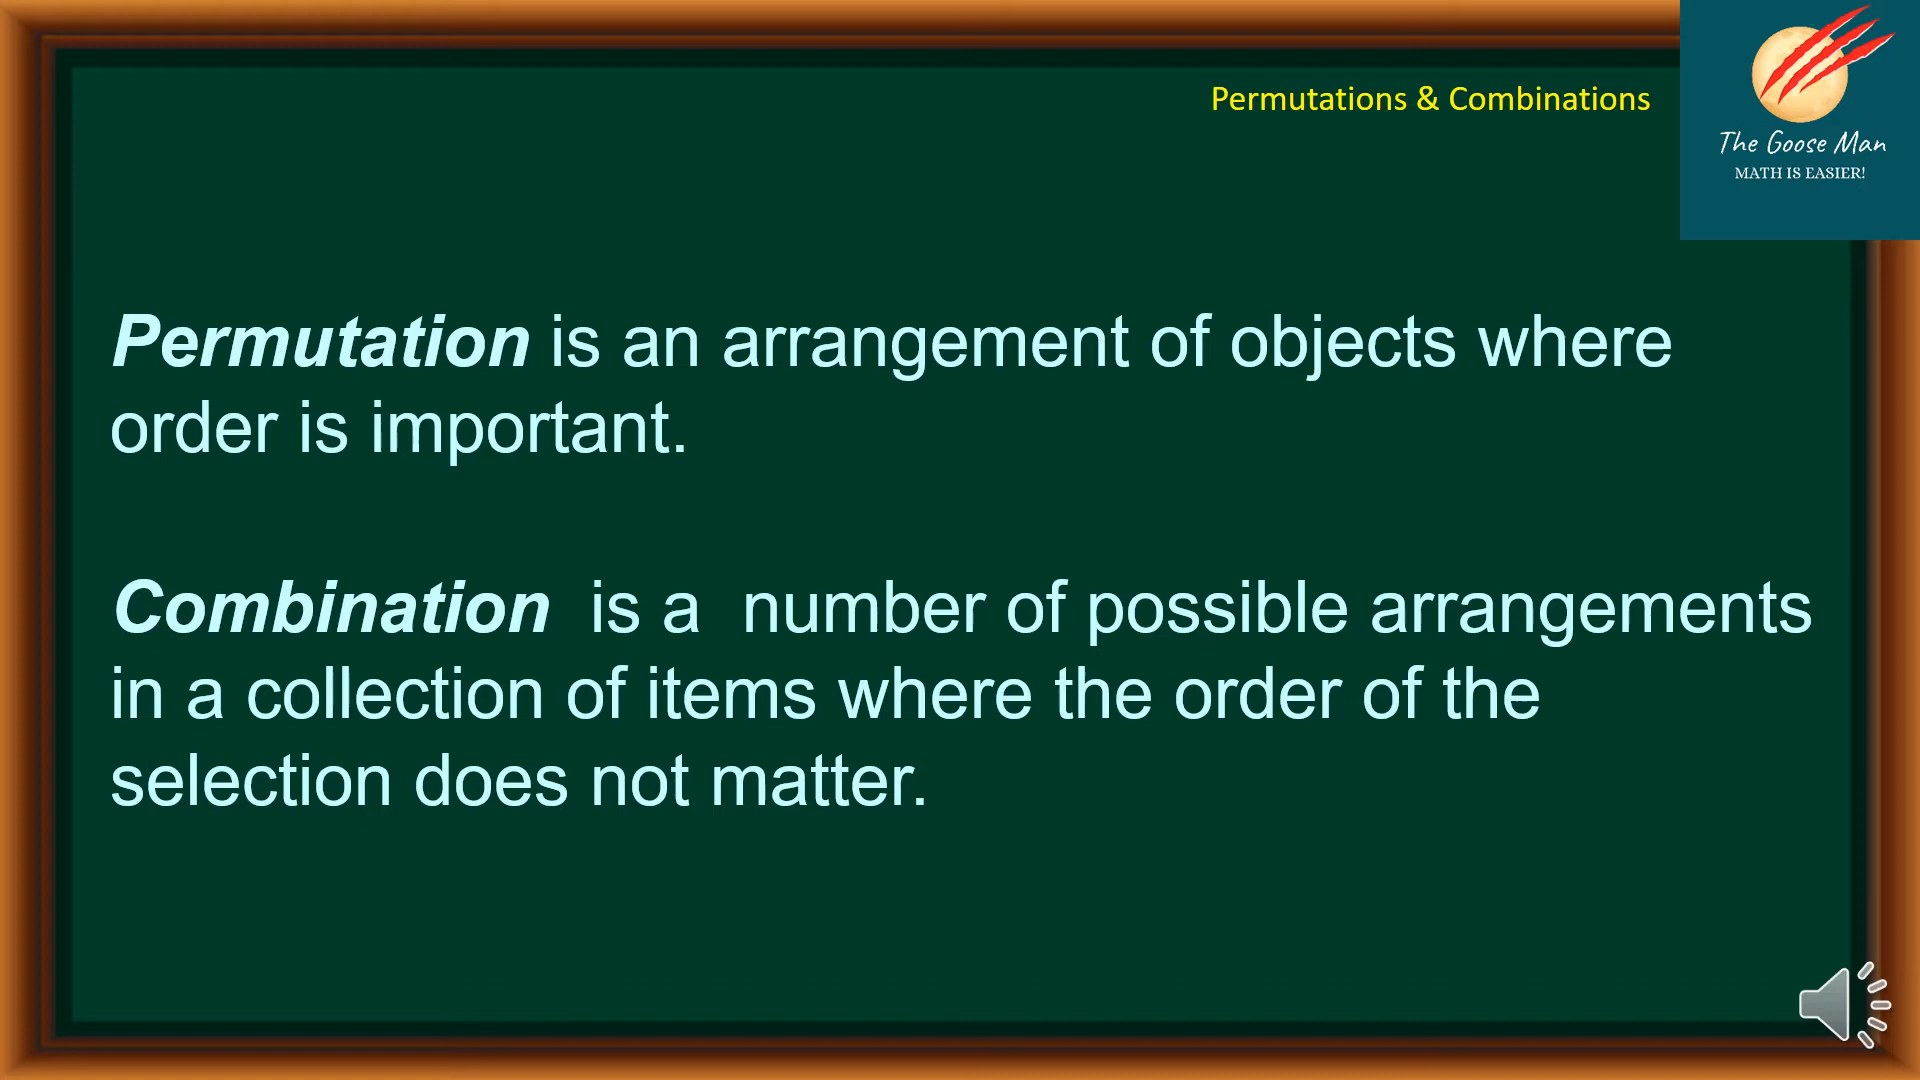 Permutations & Combinations
The Goose Man
MATH IS EASIER!
Permutation is an arrangement of objects where
order is important.
Combination is a number of possible arrangements
in a collection of items where the order of the
selection does not matter.